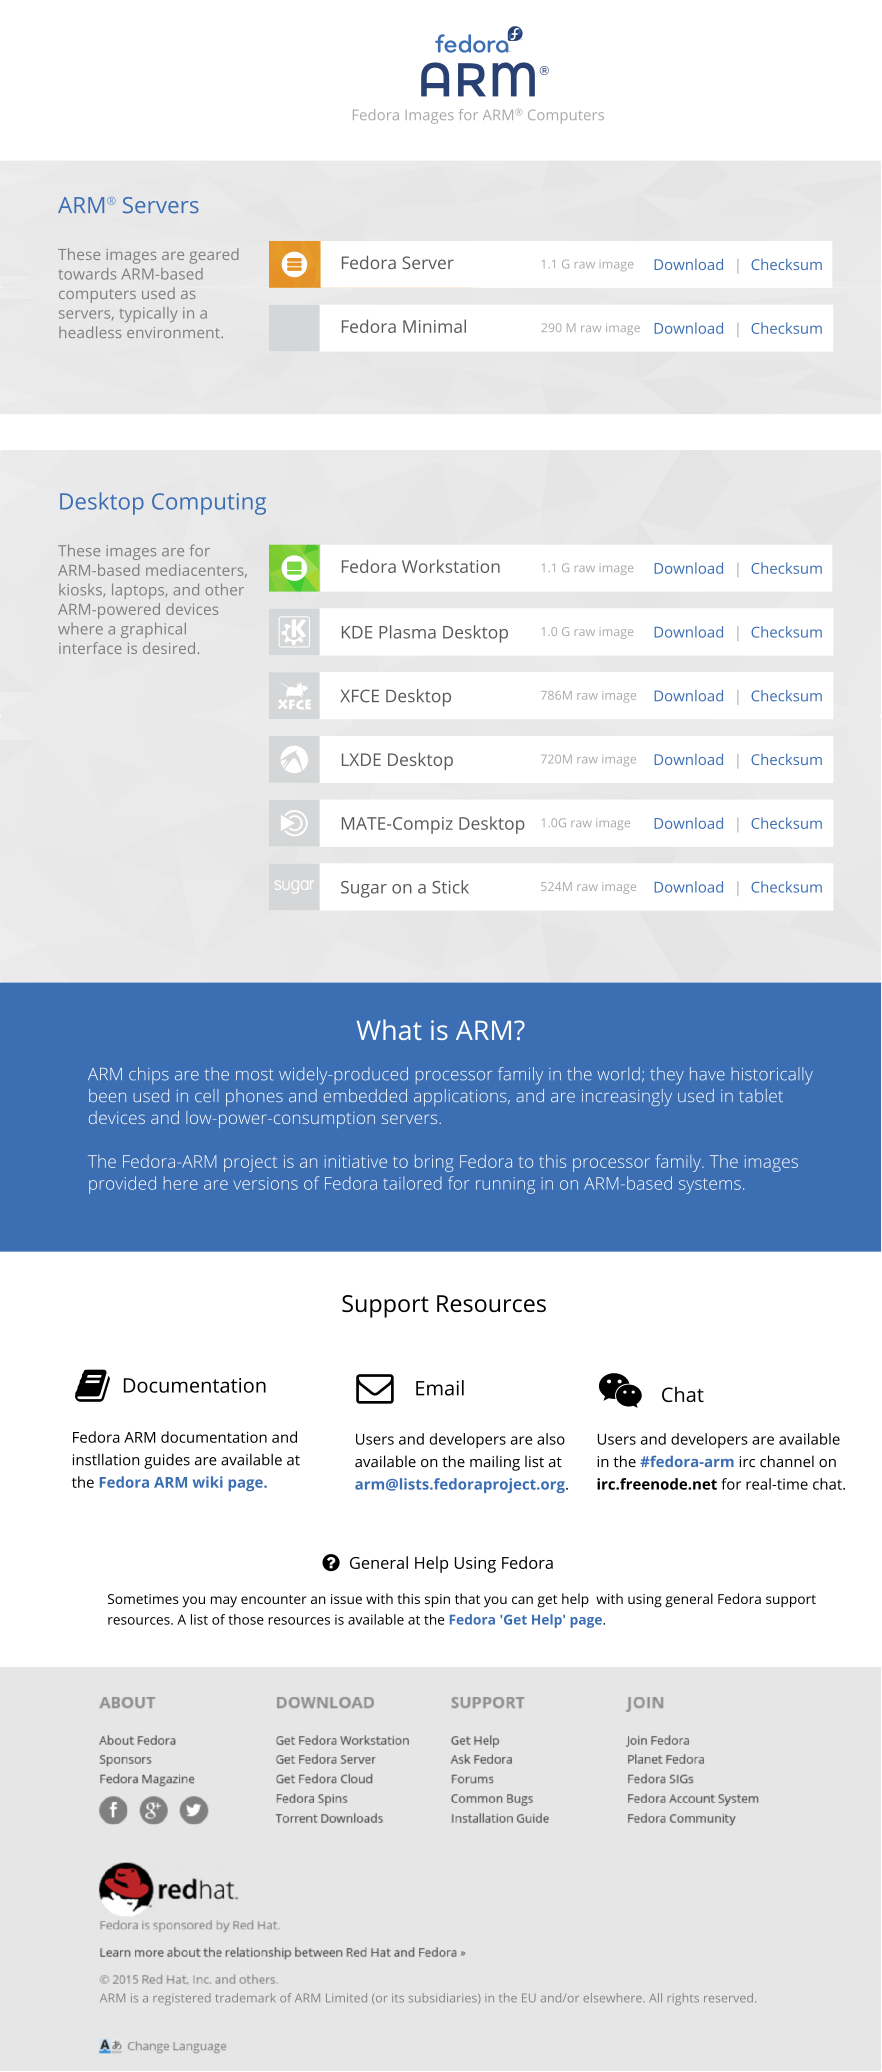 fedora
ARM®
Fedora Images for ARM® Computers
ARM® Servers
These images are geared
towards ARM-based
computers used as
servers, typically in a
headless environment.
Fedora Server 1.1 G raw image Download | Checksum
Fedora Minimal 290 M raw image Download | Checksum
Desktop Computing
These images are for
ARM-based mediacenters,
kiosks, laptops, and other
ARM-powered devices
where a graphical
interface is desired.
Fedora Workstation 1.1 G raw image Download | Checksum
KDE Plasma Desktop 1.0 G raw image Download | Checksum
XFCE XFCE Desktop 786M raw image Download | Checksum
LXDE Desktop 720M raw image Download | Checksum
MATE-Compiz Desktop 1.0G raw image Download | Checksum
sugar Sugar on a Stick 524M raw image Download | Checksum
What is ARM?
ARM chips are the most widely-produced processor family in the world; they have historically
been used in cell phones and embedded applications, and are increasingly used in tablet
devices and low-power-consumption servers.
The Fedora-ARM project is an initiative to bring Fedora to this processor family. The images
provided here are versions of Fedora tailored for running in on ARM-based systems.
Support Resources
Documentation
Fedora ARM documentation and
instllation guides are available at
the Fedora ARM wiki page.
Email
Users and developers are also
available on the mailing list at
arm@lists.fedoraproject.org.
Chat
Users and developers are available
in the #fedora-arm irc channel on
irc.freenode.net for real-time chat.
General Help Using Fedora
Sometimes you may encounter an issue with this spin that you can get help with using general Fedora support
resources. A list of those resources is available at the Fedora 'Get Help' page.
ABOUT
About Fedora
Sponsors
Fedora Magazine
DOWNLOAD
Get Fedora Workstation
Get Fedora Server
Get Fedora Cloud
Fedora Spins
Torrent Downloads
SUPPORT
Get Help
Ask Fedora
Forums
Common Bugs
Installation Guide
JOIN
Join Fedora
Planet Fedora
Fedora SIGs
Fedora Account System
Fedora Community
redhat.
Fedora is sponsored by Red Hat.
Learn more about the relationship between Red Hat and Fedora »
© 2015 Red Hat, Inc. and others.
ARM is a registered trademark of ARM Limited (or its subsidiaries) in the EU and/or elsewhere. All rights reserved.
Aあ Change Language